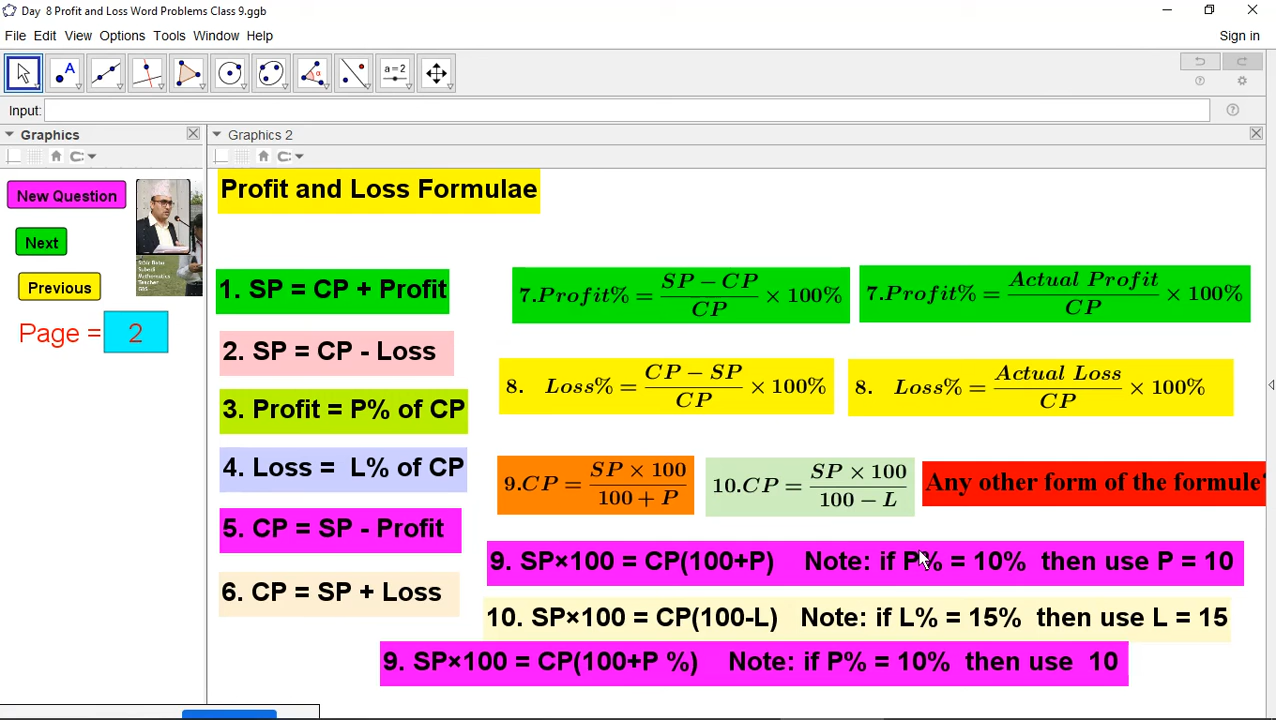 Day 8 Profit and Loss Word Problems Class 9.ggb
File Edit View Options Tools Window Help
Sign in
A
α
a=2
Input:
Graphics
Graphics 2
New Question
Next
Previous
Page = 2
Mathematics
Teacher
GBS
Profit and Loss Formulae
1. SP = CP + Profit
2. SP = CP - Loss
3. Profit = P% of CP
4. Loss = L% of CP
5. CP = SP - Profit
6. CP = SP + Loss
7.Profit% = (SP − CP)/CP × 100%
7.Profit% = Actual Profit/CP × 100%
8. Loss% = (CP − SP)/CP × 100%
8. Loss% = Actual Loss/CP × 100%
9.CP = (SP × 100)/(100 + P)
10.CP = (SP × 100)/(100 − L)
Any other form of the formule?
9. SP×100 = CP(100+P) Note: if P% = 10% then use P = 10
10. SP×100 = CP(100-L) Note: if L% = 15% then use L = 15
9. SP×100 = CP(100+P %) Note: if P% = 10% then use 10